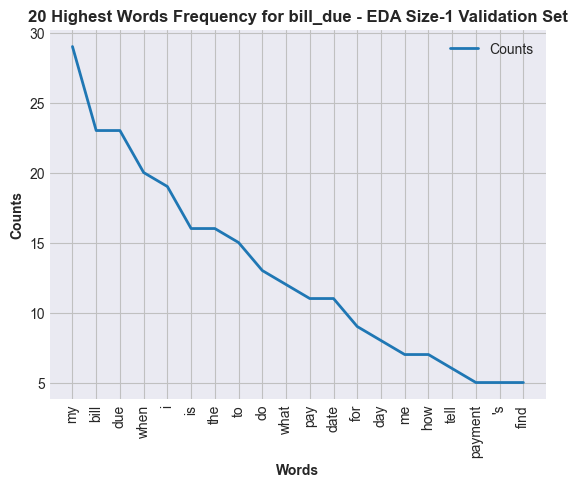 20 Highest Words Frequency for bill_due - EDA Size-1 Validation Set
Counts
30
25
20
15
10
5
Counts
my
bill
due
when
i
is
the
to
do
what
pay
date
for
day
me
how
tell
payment
's
find
Words